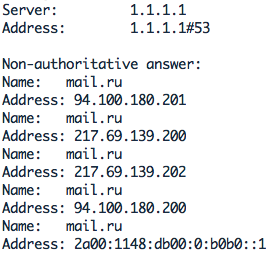 Server:		1.1.1.1
Address:	1.1.1.1#53

Non-authoritative answer:
Name:	mail.ru
Address: 94.100.180.201
Name:	mail.ru
Address: 217.69.139.200
Name:	mail.ru
Address: 217.69.139.202
Name:	mail.ru
Address: 94.100.180.200
Name:	mail.ru
Address: 2a00:1148:db00:0:b0b0::1